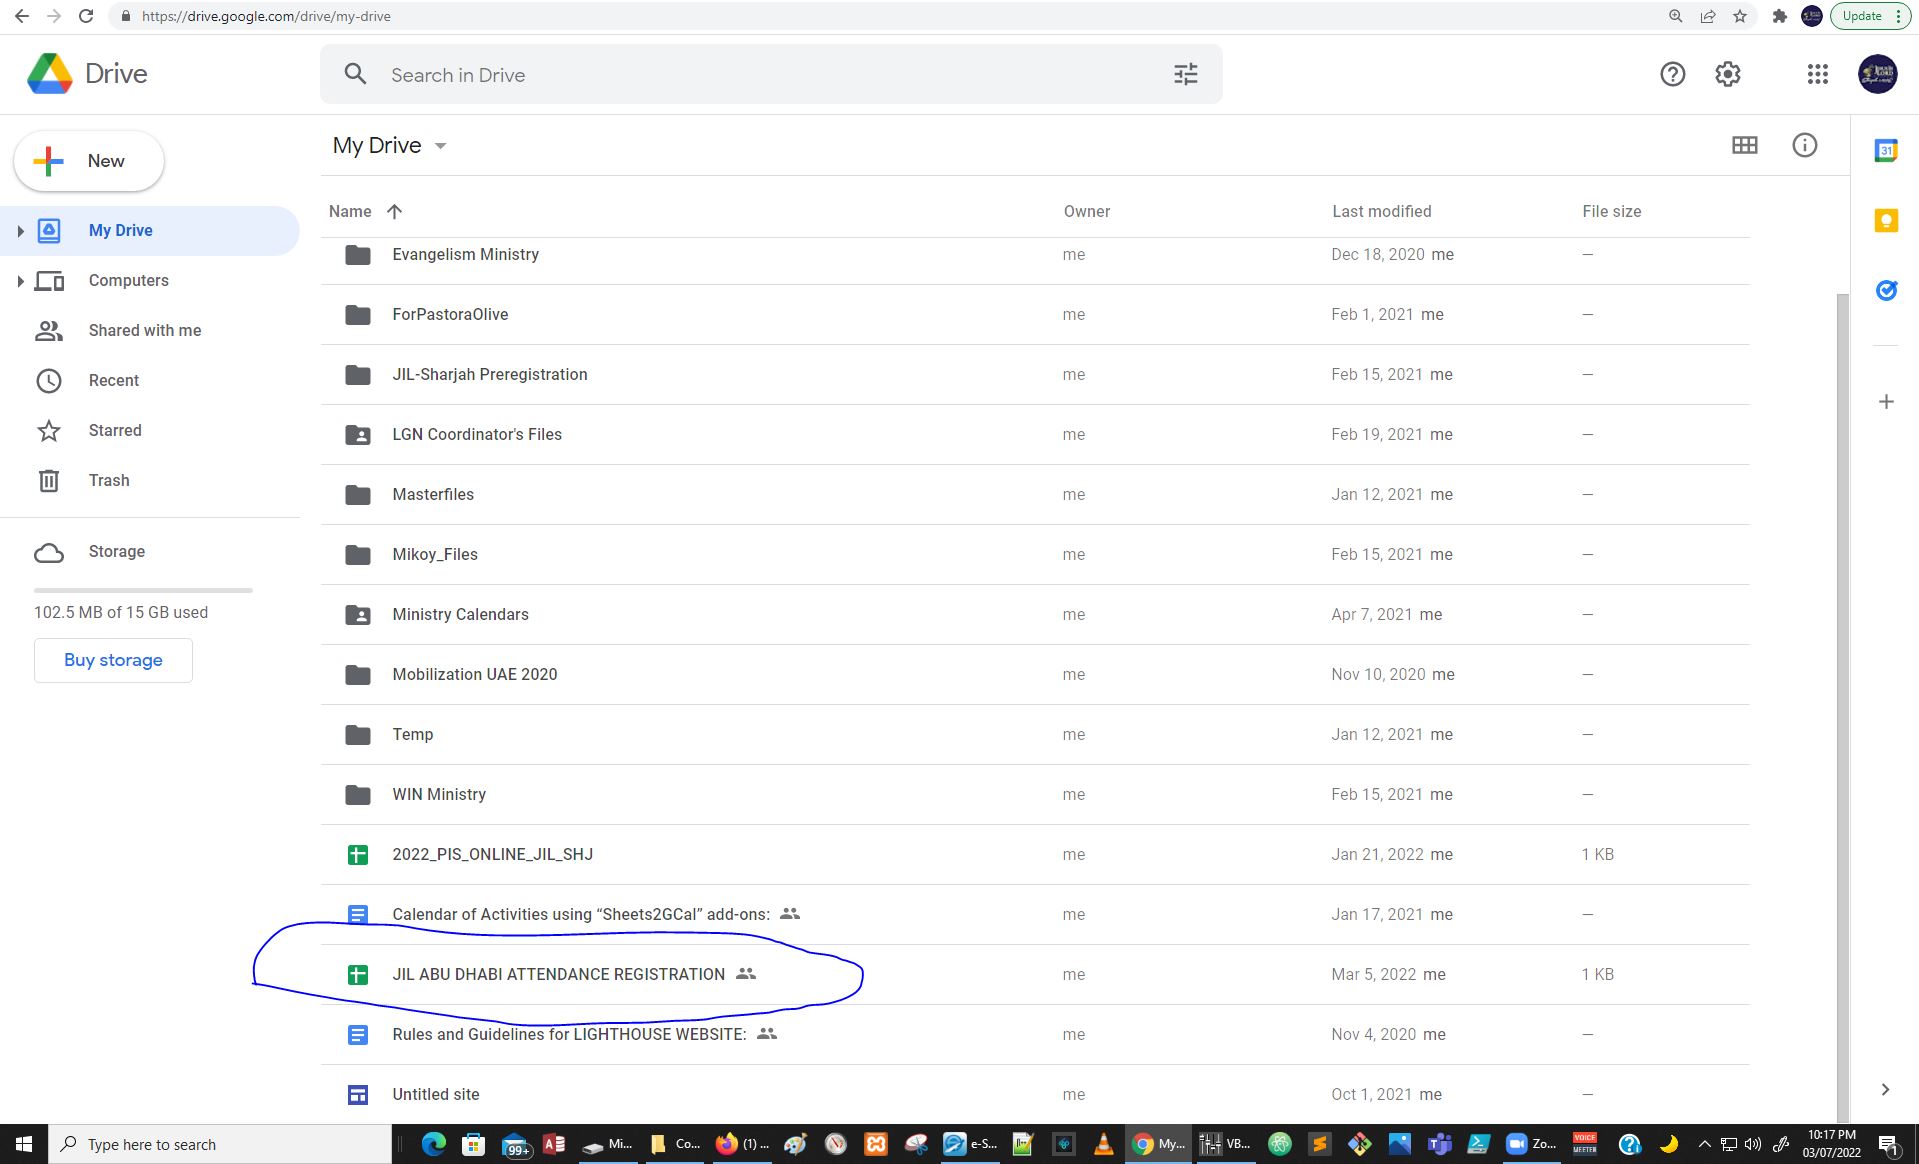 https://drive.google.com/drive/my-drive
Update
Drive
Search in Drive
New
My Drive
Computers
Shared with me
Recent
Starred
Trash
Storage
102.5 MB of 15 GB used
Buy storage
My Drive
Name Owner Last modified File size
Evangelism Ministry me Dec 18, 2020 me —
ForPastoraOlive me Feb 1, 2021 me —
JIL-Sharjah Preregistration me Feb 15, 2021 me —
LGN Coordinator's Files me Feb 19, 2021 me —
Masterfiles me Jan 12, 2021 me —
Mikoy_Files me Feb 15, 2021 me —
Ministry Calendars me Apr 7, 2021 me —
Mobilization UAE 2020 me Nov 10, 2020 me —
Temp me Jan 12, 2021 me —
WIN Ministry me Feb 15, 2021 me —
2022_PIS_ONLINE_JIL_SHJ me Jan 21, 2022 me 1 KB
Calendar of Activities using “Sheets2GCal” add-ons: me Jan 17, 2021 me —
JIL ABU DHABI ATTENDANCE REGISTRATION me Mar 5, 2022 me 1 KB
Rules and Guidelines for LIGHTHOUSE WEBSITE: me Nov 4, 2020 me —
Untitled site me Oct 1, 2021 me —
31
Type here to search
99+
Mi...
Co...
(1) ...
e-S...
My...
VB...
Zo...
VOICE
MEETER
10:17 PM
03/07/2022
1